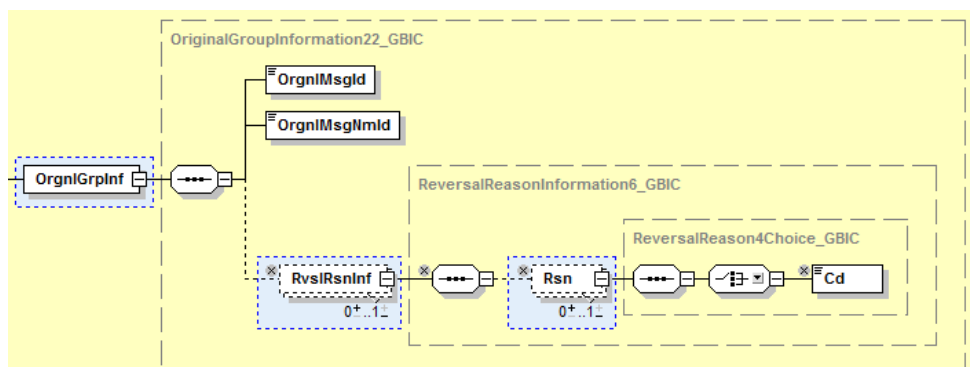 OriginalGroupInformation22_GBIC
OrgnlMsgId
OrgnlMsgNmId
OrgnlGrpInf
ReversalReasonInformation6_GBIC
ReversalReason4Choice_GBIC
RvslRsnInf
Rsn
Cd
0±..1±
0±..1±